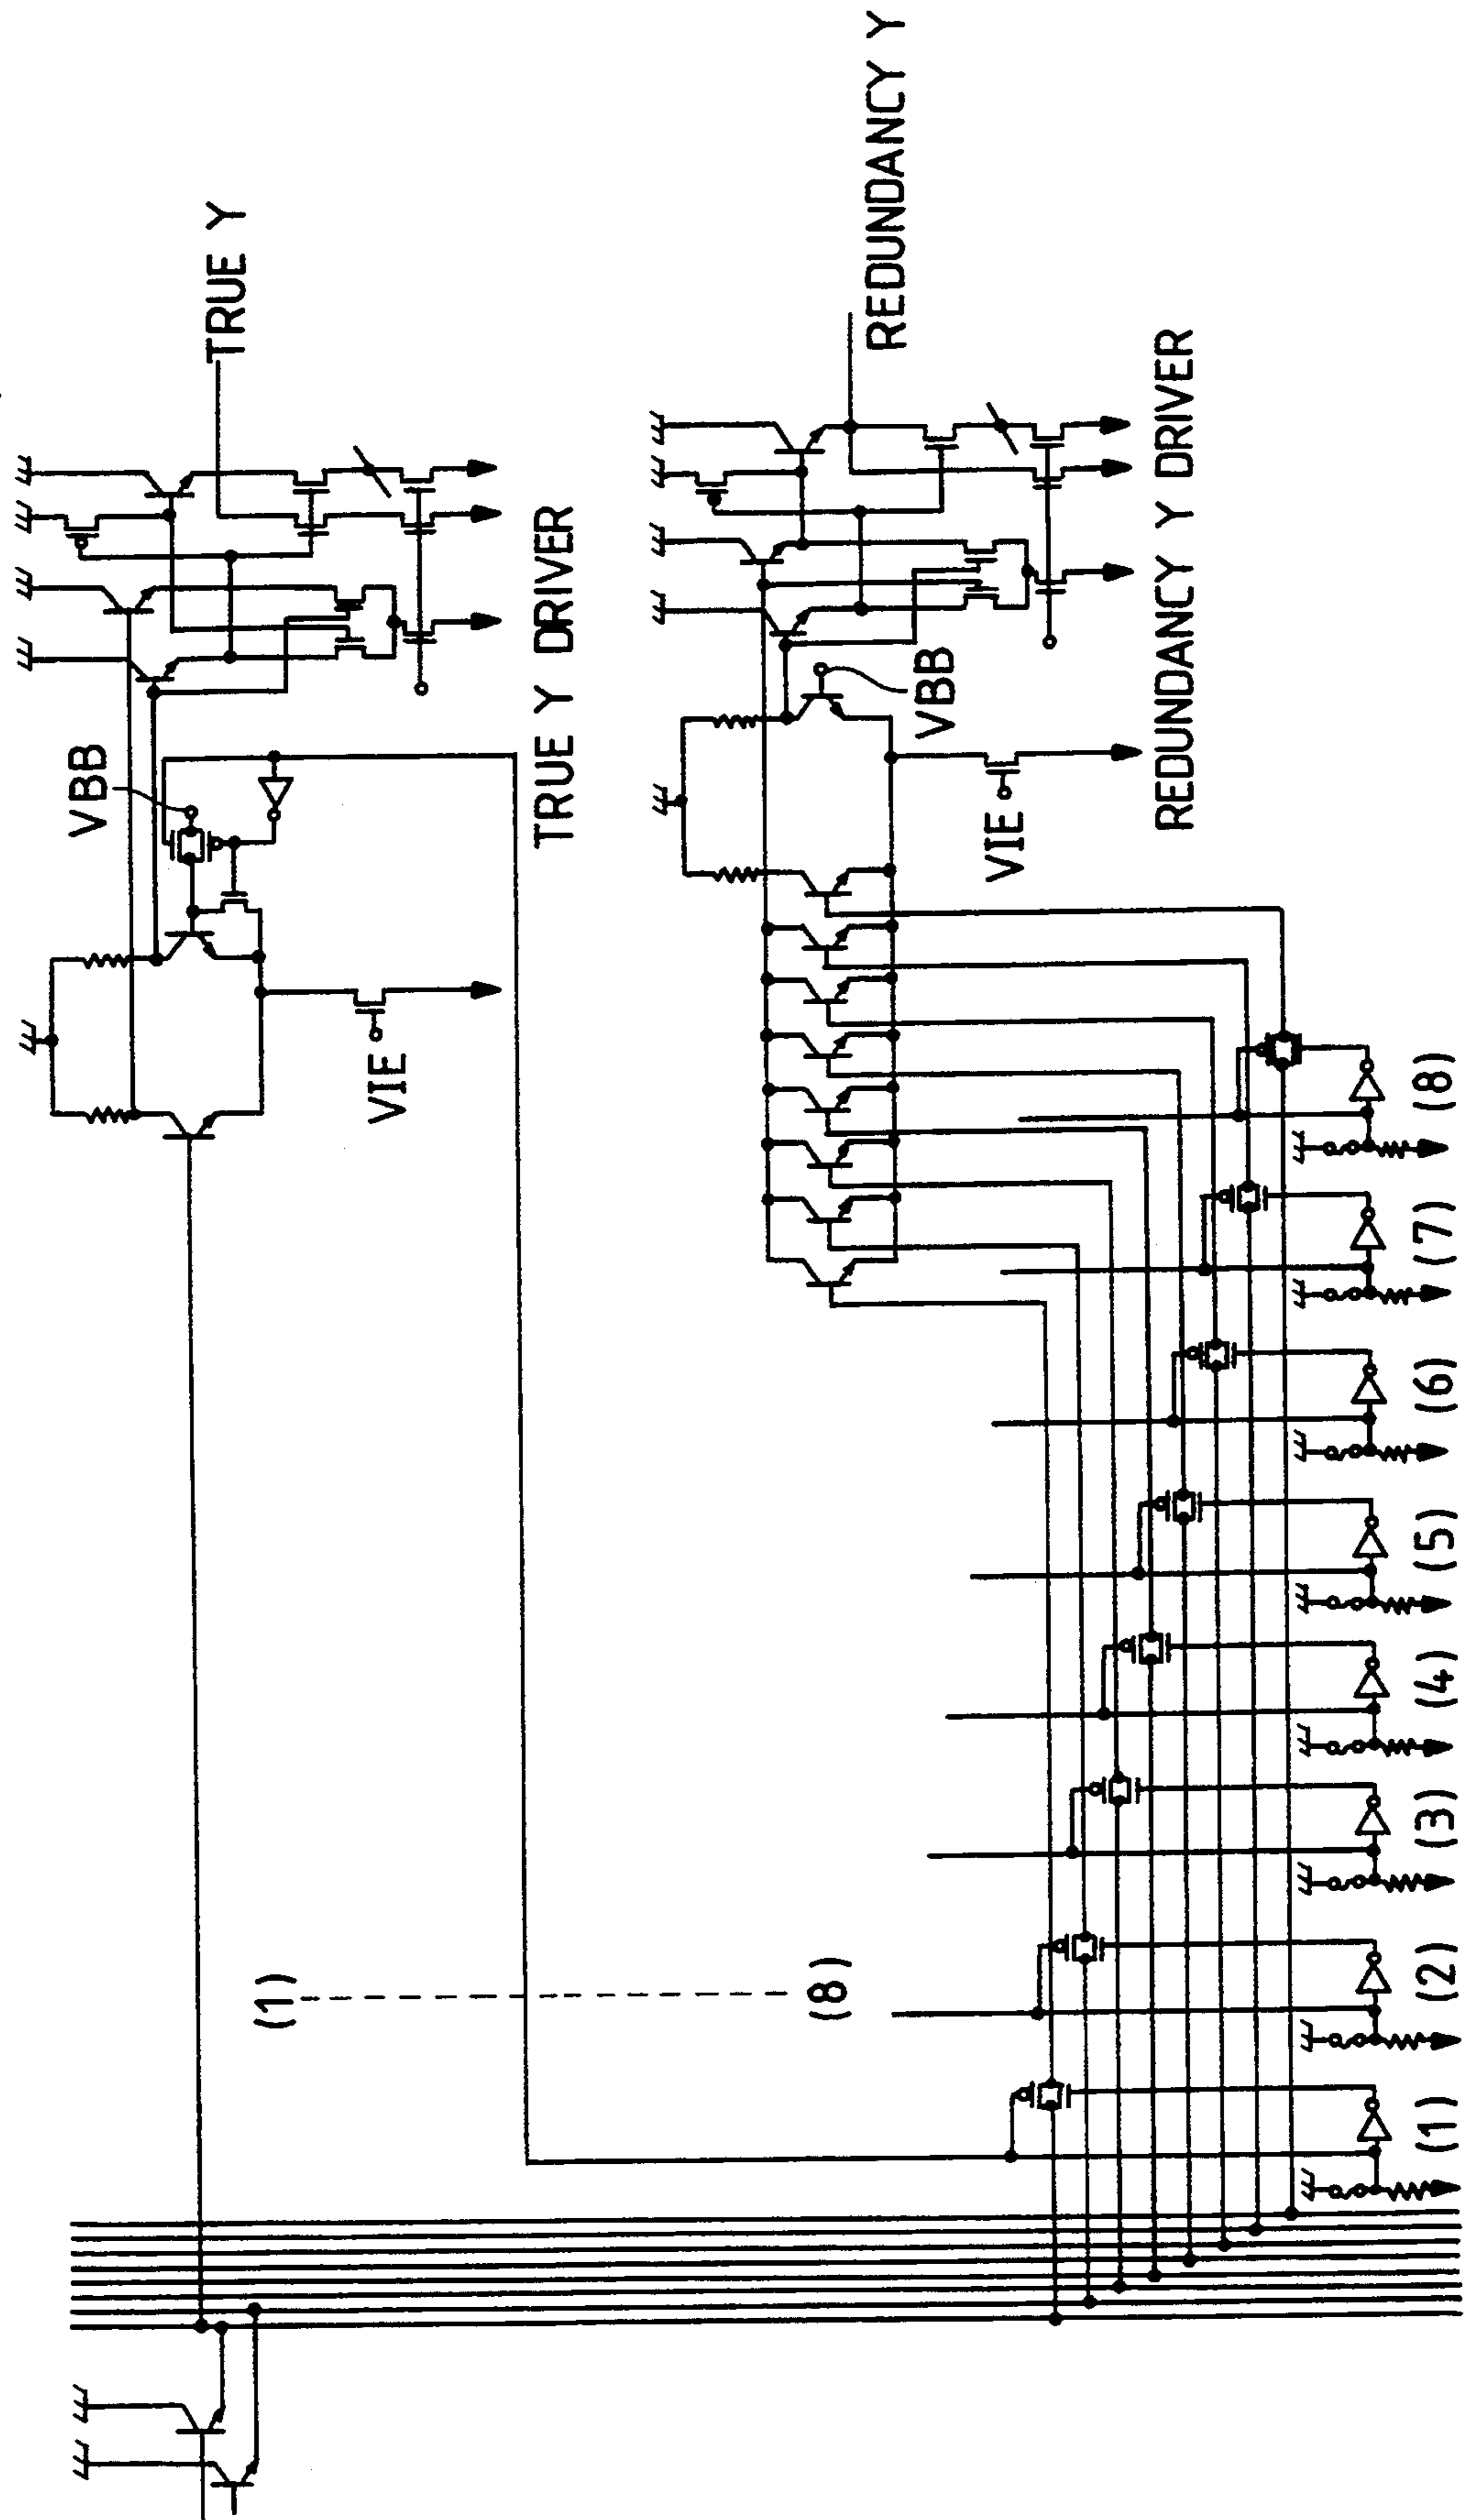 TRUE Y
VBB
VIE
TRUE Y DRIVER
REDUNDANCY Y
VBB
VIE
REDUNDANCY Y DRIVER
(1)
(8)
(1)
(2)
(3)
(4)
(5)
(6)
(7)
(8)